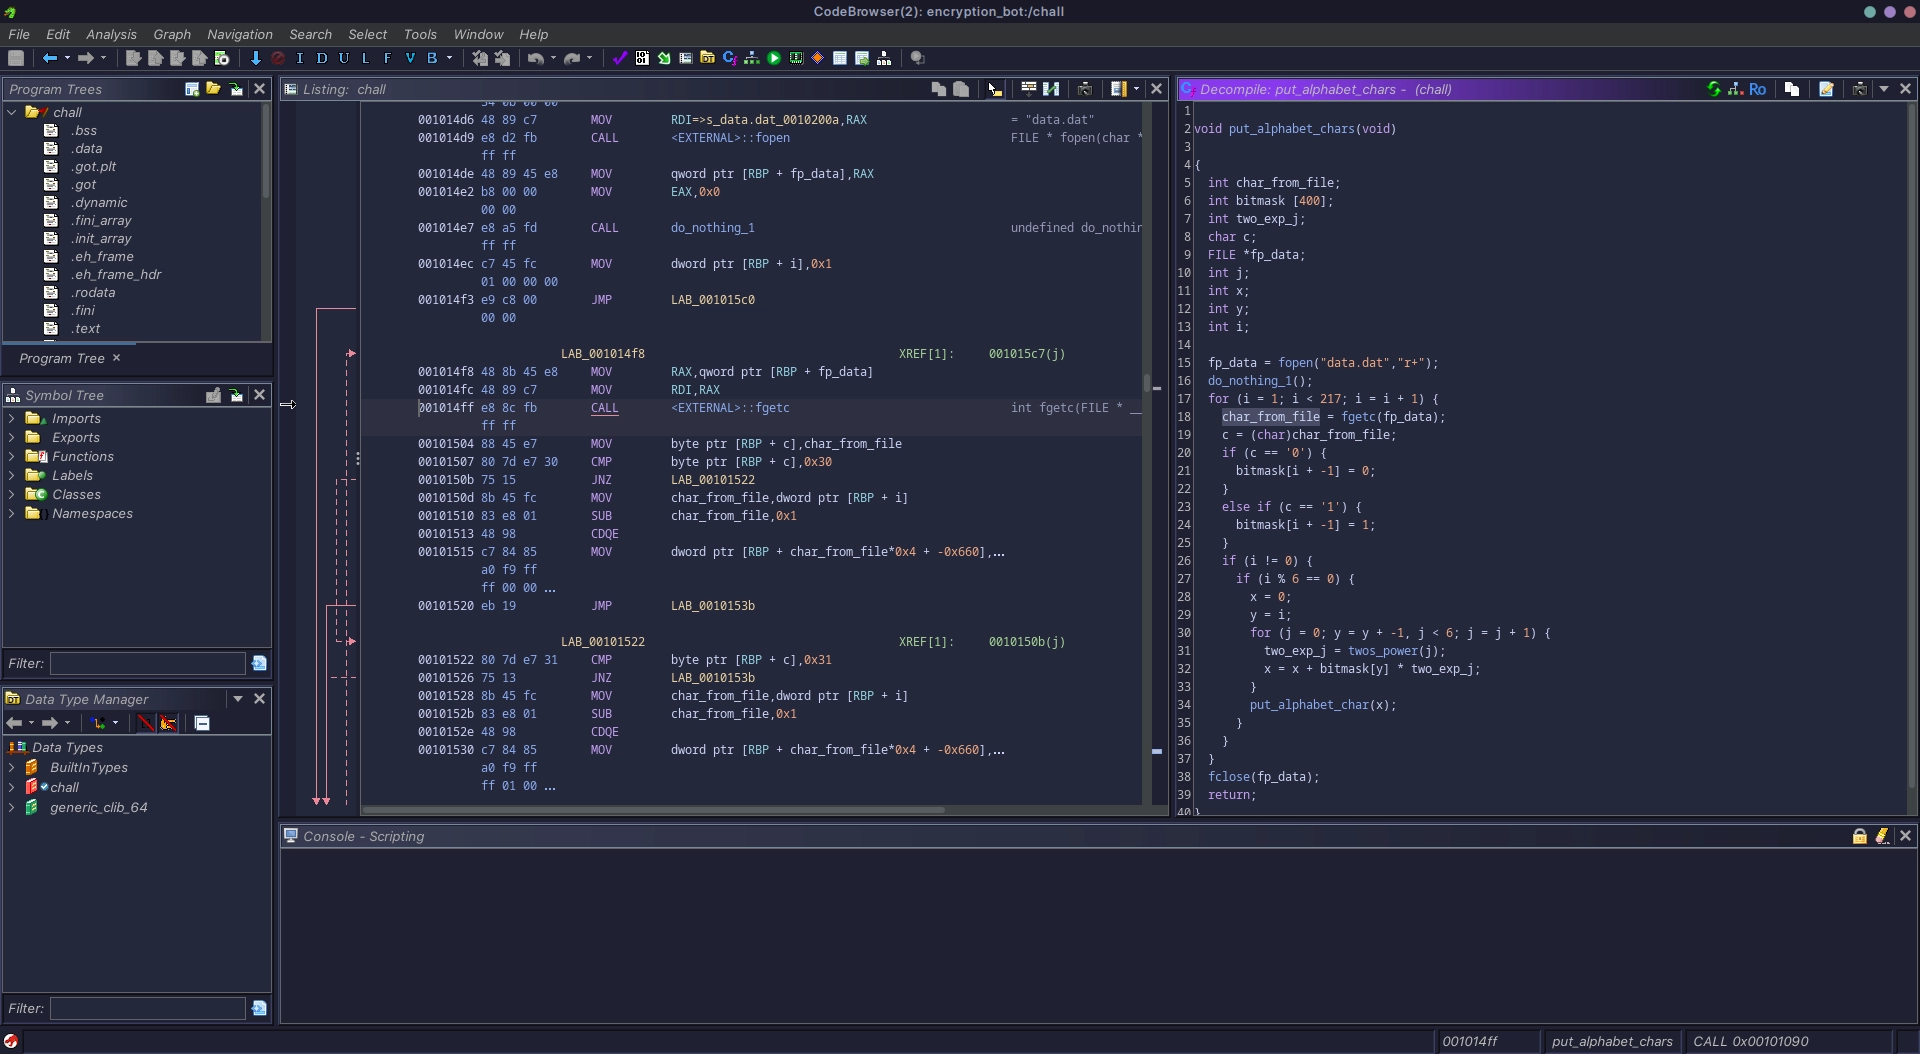 CodeBrowser(2): encryption_bot:/chall
File Edit Analysis Graph Navigation Search Select Tools Window Help
I D U L F V B
Program Trees
chall
.bss
.data
.got.plt
.got
.dynamic
.fini_array
.init_array
.eh_frame
.eh_frame_hdr
.rodata
.fini
.text
Program Tree ×
Symbol Tree
Imports
Exports
Functions
Labels
Classes
Namespaces
Filter:
Data Type Manager
Data Types
BuiltInTypes
chall
generic_clib_64
Filter:
Listing: chall
54 0b 00 00
001014d6 48 89 c7 MOV RDI=>s_data.dat_0010200a,RAX = "data.dat"
001014d9 e8 d2 fb CALL <EXTERNAL>::fopen FILE * fopen(char *
ff ff
001014de 48 89 45 e8 MOV qword ptr [RBP + fp_data],RAX
001014e2 b8 00 00 MOV EAX,0x0
00 00
001014e7 e8 a5 fd CALL do_nothing_1 undefined do_nothin
ff ff
001014ec c7 45 fc MOV dword ptr [RBP + i],0x1
01 00 00 00
001014f3 e9 c8 00 JMP LAB_001015c0
00 00
LAB_001014f8 XREF[1]: 001015c7(j)
001014f8 48 8b 45 e8 MOV RAX,qword ptr [RBP + fp_data]
001014fc 48 89 c7 MOV RDI,RAX
001014ff e8 8c fb CALL <EXTERNAL>::fgetc int fgetc(FILE * __
ff ff
00101504 88 45 e7 MOV byte ptr [RBP + c],char_from_file
00101507 80 7d e7 30 CMP byte ptr [RBP + c],0x30
0010150b 75 15 JNZ LAB_00101522
0010150d 8b 45 fc MOV char_from_file,dword ptr [RBP + i]
00101510 83 e8 01 SUB char_from_file,0x1
00101513 48 98 CDQE
00101515 c7 84 85 MOV dword ptr [RBP + char_from_file*0x4 + -0x660],...
a0 f9 ff
ff 00 00 ...
00101520 eb 19 JMP LAB_0010153b
LAB_00101522 XREF[1]: 0010150b(j)
00101522 80 7d e7 31 CMP byte ptr [RBP + c],0x31
00101526 75 13 JNZ LAB_0010153b
00101528 8b 45 fc MOV char_from_file,dword ptr [RBP + i]
0010152b 83 e8 01 SUB char_from_file,0x1
0010152e 48 98 CDQE
00101530 c7 84 85 MOV dword ptr [RBP + char_from_file*0x4 + -0x660],...
a0 f9 ff
ff 01 00 ...
Decompile: put_alphabet_chars - (chall)
Ro
1
2 void put_alphabet_chars(void)
3
4 {
5 int char_from_file;
6 int bitmask [400];
7 int two_exp_j;
8 char c;
9 FILE *fp_data;
10 int j;
11 int x;
12 int y;
13 int i;
14
15 fp_data = fopen("data.dat","r+");
16 do_nothing_1();
17 for (i = 1; i < 217; i = i + 1) {
18 char_from_file = fgetc(fp_data);
19 c = (char)char_from_file;
20 if (c == '0') {
21 bitmask[i + -1] = 0;
22 }
23 else if (c == '1') {
24 bitmask[i + -1] = 1;
25 }
26 if (i != 0) {
27 if (i % 6 == 0) {
28 x = 0;
29 y = i;
30 for (j = 0; y = y + -1, j < 6; j = j + 1) {
31 two_exp_j = twos_power(j);
32 x = x + bitmask[y] * two_exp_j;
33 }
34 put_alphabet_char(x);
35 }
36 }
37 }
38 fclose(fp_data);
39 return;
40 }
Console - Scripting
001014ff put_alphabet_chars CALL 0x00101090